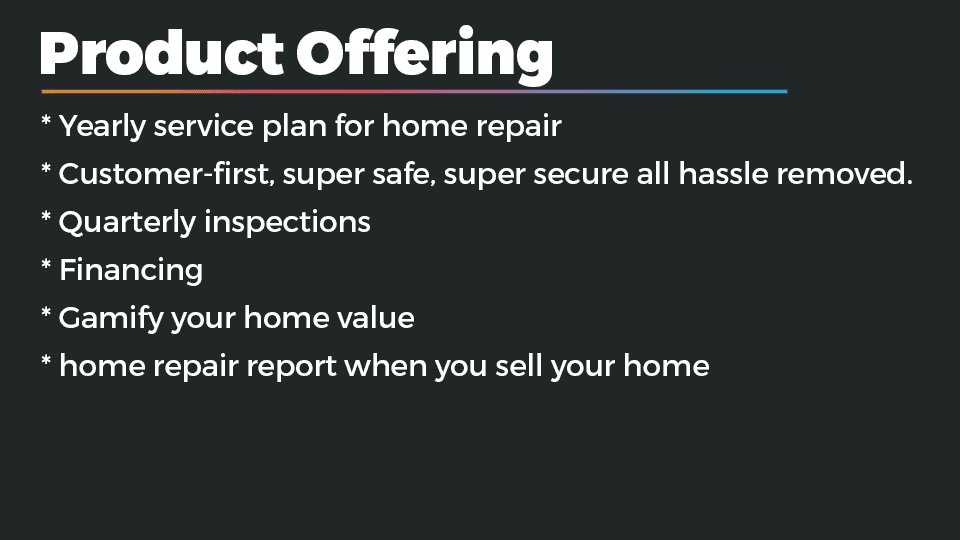 Product Offering
* Yearly service plan for home repair
* Customer-first, super safe, super secure all hassle removed.
* Quarterly inspections
* Financing
* Gamify your home value
* home repair report when you sell your home